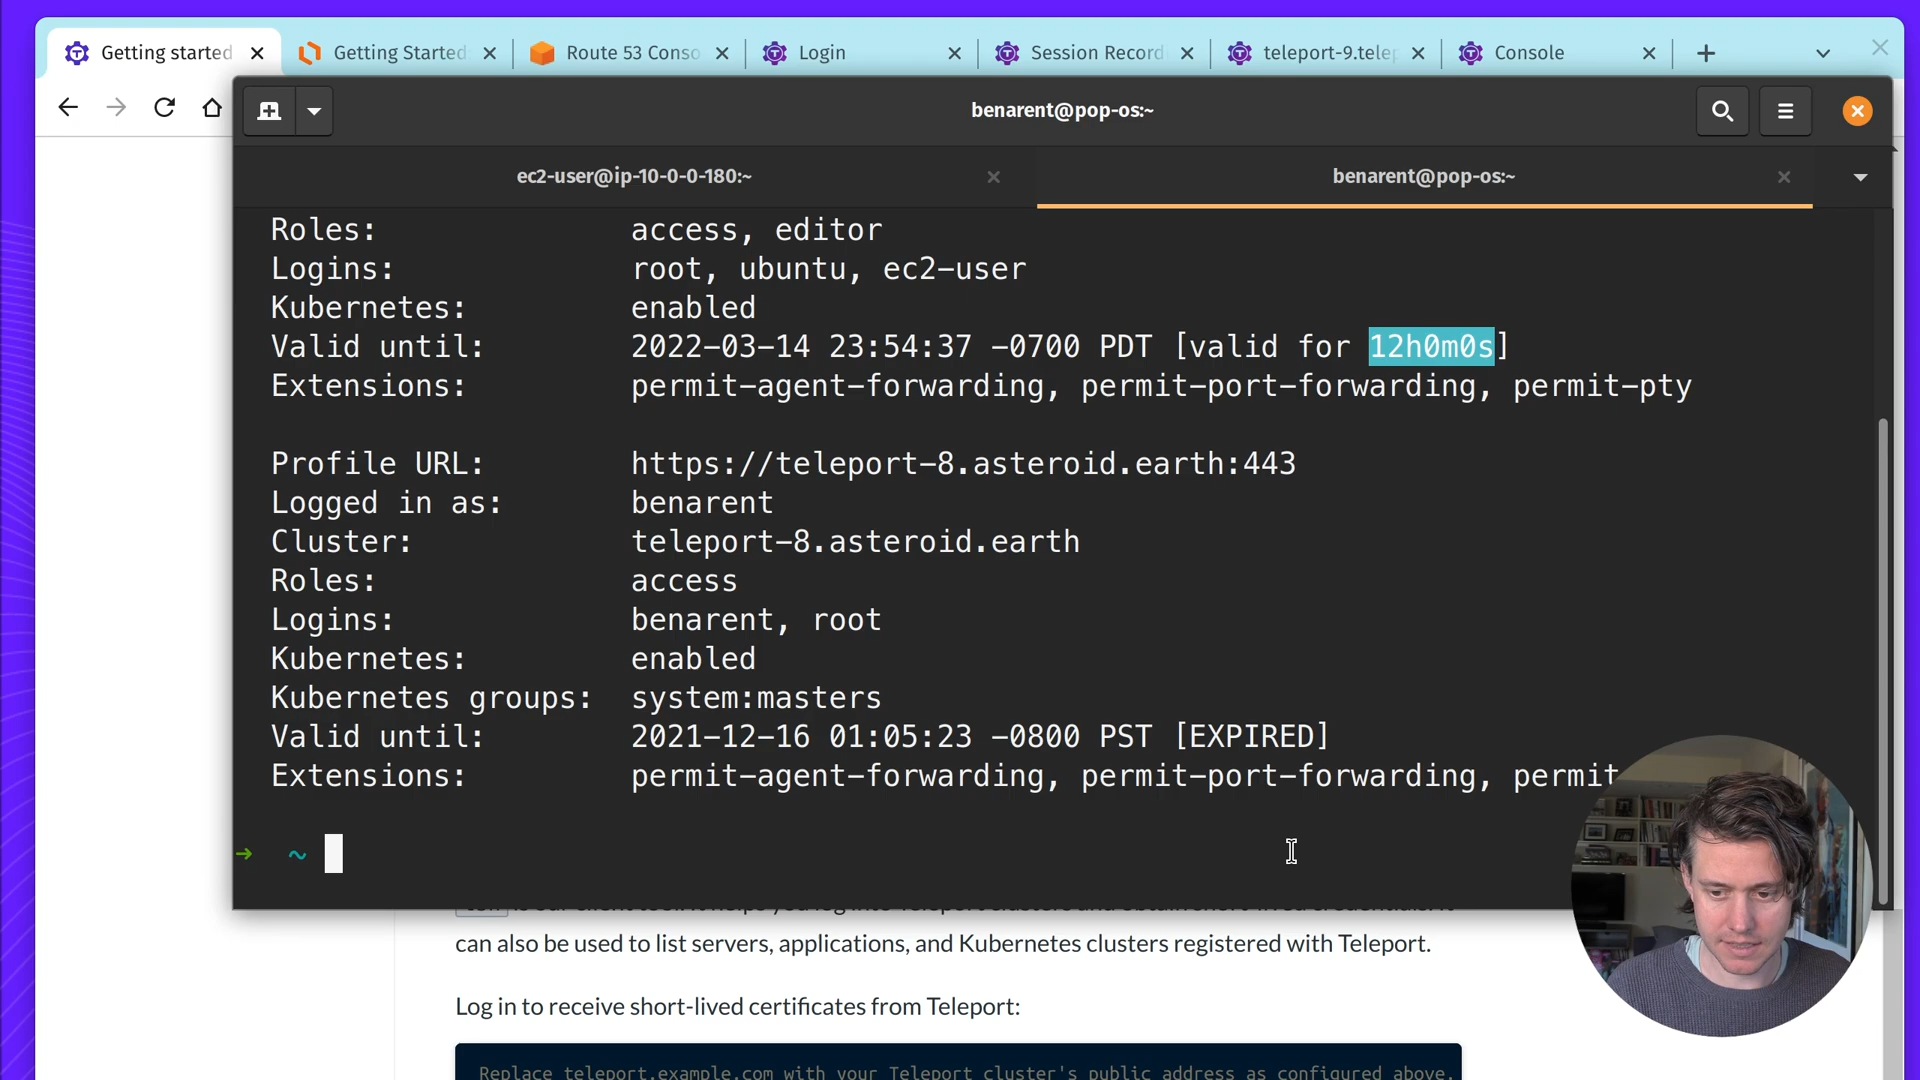 Getting started
Getting Started
Route 53 Conso
Login
Session Record
teleport-9.tele
Console
benarent@pop-os:~
ec2-user@ip-10-0-0-180:~
benarent@pop-os:~
Roles: access, editor
Logins: root, ubuntu, ec2-user
Kubernetes: enabled
Valid until: 2022-03-14 23:54:37 -0700 PDT [valid for 12h0m0s]
Extensions: permit-agent-forwarding, permit-port-forwarding, permit-pty
Profile URL: https://teleport-8.asteroid.earth:443
Logged in as: benarent
Cluster: teleport-8.asteroid.earth
Roles: access
Logins: benarent, root
Kubernetes: enabled
Kubernetes groups: system:masters
Valid until: 2021-12-16 01:05:23 -0800 PST [EXPIRED]
Extensions: permit-agent-forwarding, permit-port-forwarding, permit
➜ ~
can also be used to list servers, applications, and Kubernetes clusters registered with Teleport.
Log in to receive short-lived certificates from Teleport:
Replace teleport.example.com with your Teleport cluster's public address as configured above.